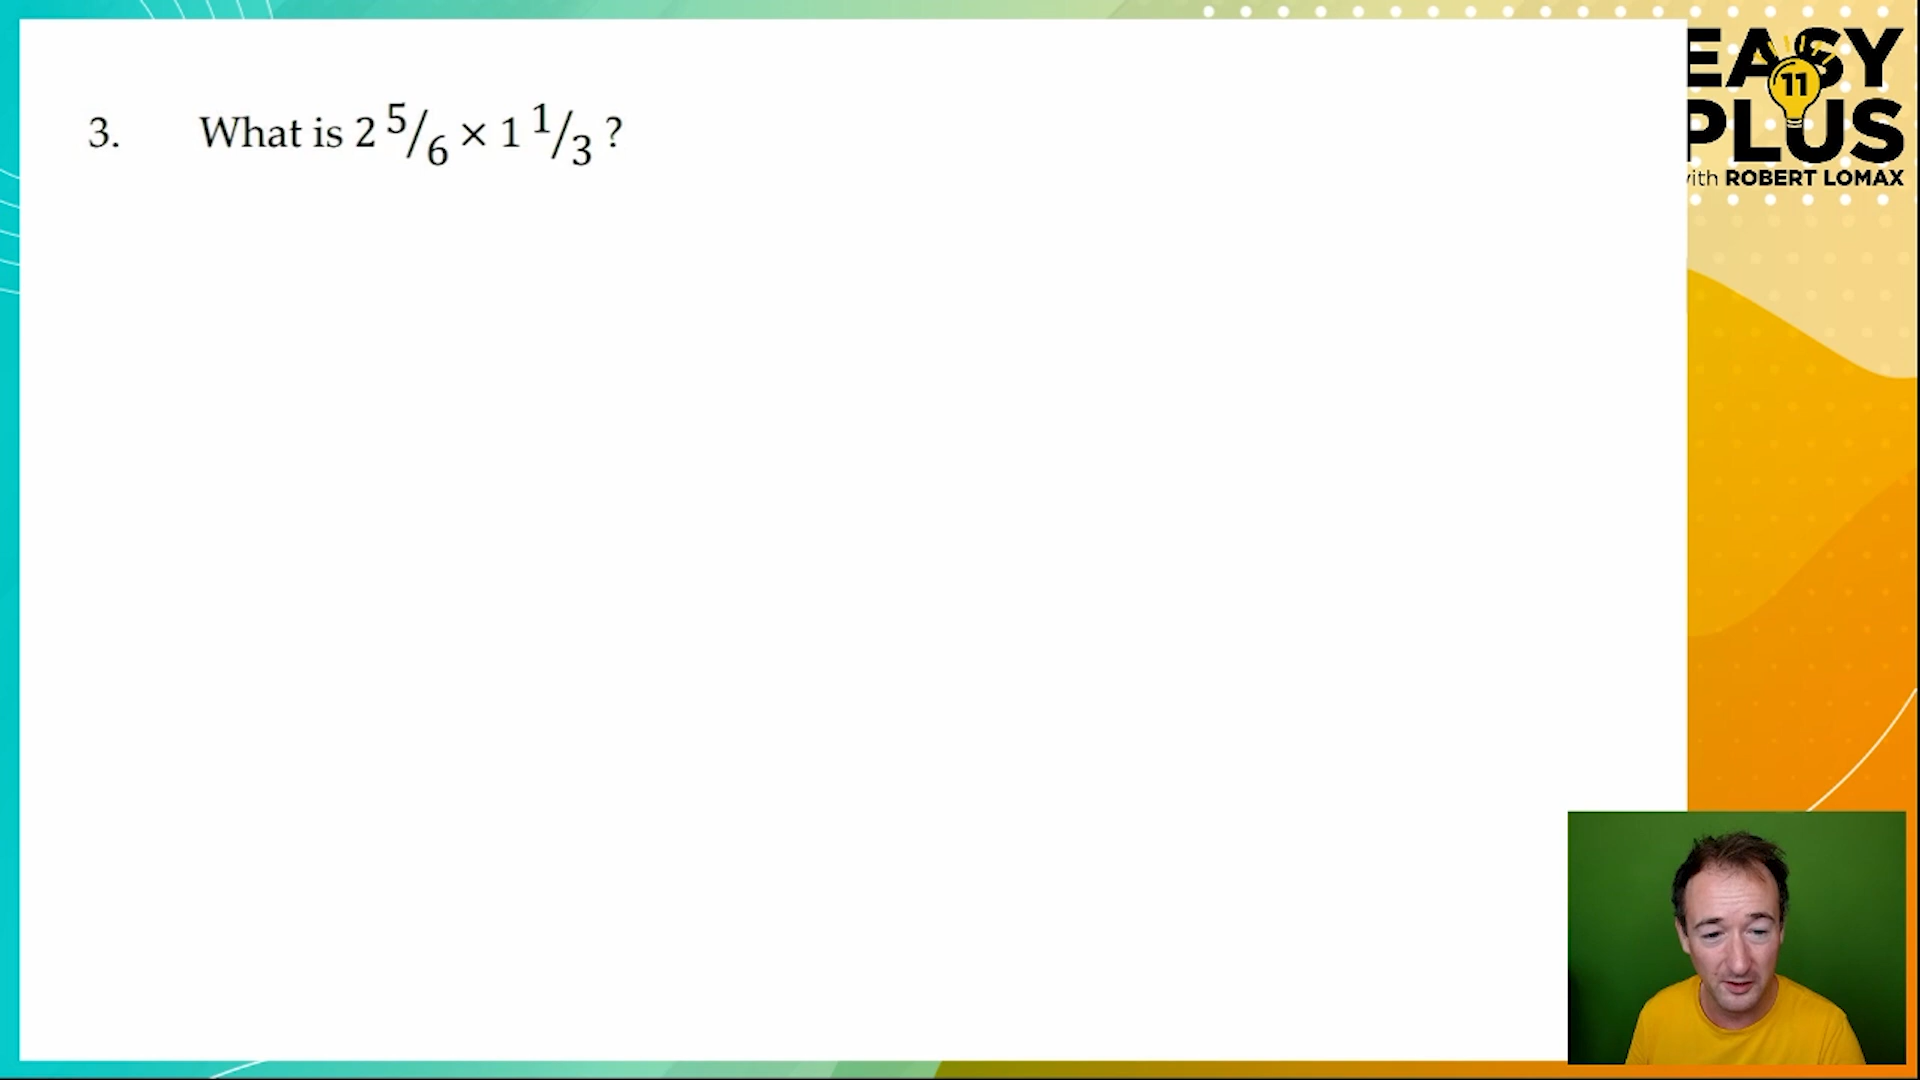 3. What is 2 5/6 × 1 1/3 ?
EASY
11
PLUS
with ROBERT LOMAX